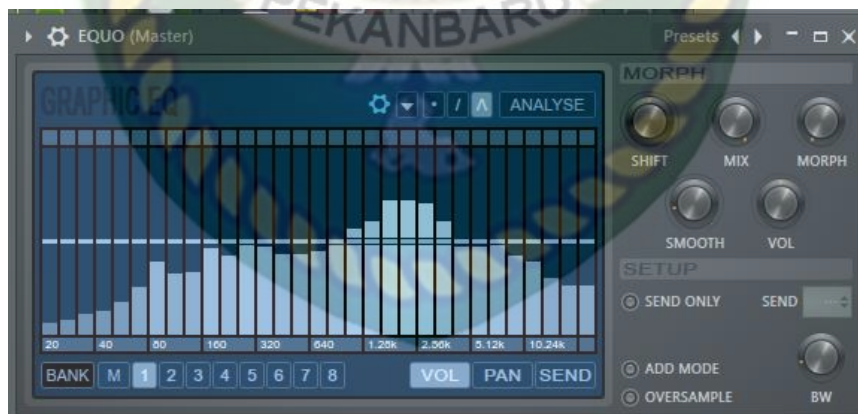 PEKANBARU
EQUO (Master)
Presets
GRAPHIC EQ
ANALYSE
MORPH
SHIFT
MIX
MORPH
SMOOTH
VOL
SETUP
SEND ONLY
SEND
20 40 80 160 320 640 1.28k 2.56k 5.12k 10.24k
BANK M 1 2 3 4 5 6 7 8
VOL PAN SEND
ADD MODE
OVERSAMPLE
BW